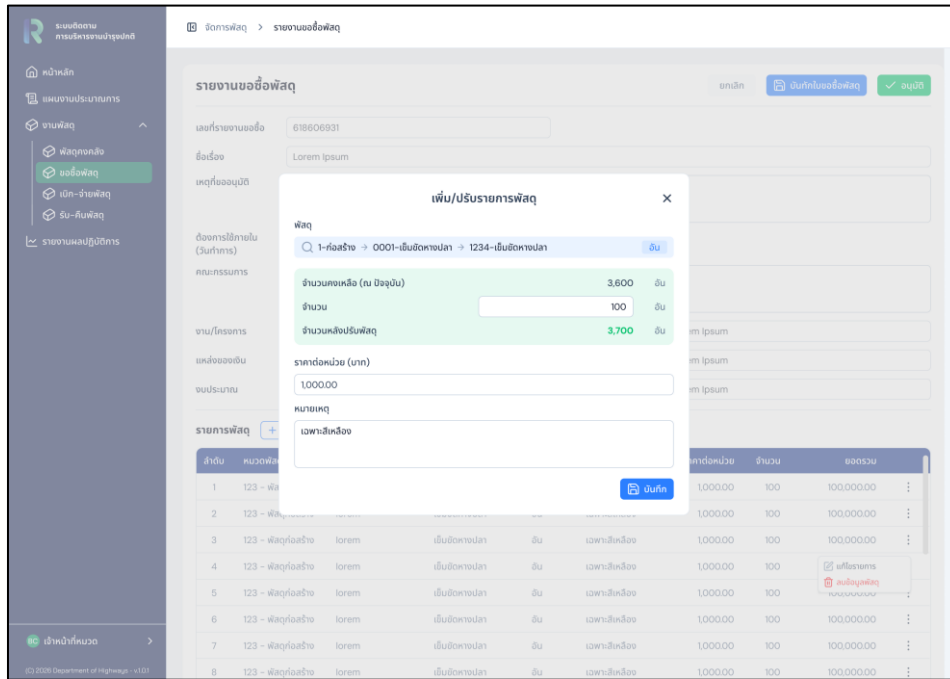 ระบบติดตาม
การบริหารงานบำรุงปกติ
จัดการพัสดุ > รายงานขอซื้อพัสดุ
หน้าหลัก
แผนงานประมาณการ
งานพัสดุ
พัสดุคงคลัง
ขอซื้อพัสดุ
เบิก-จ่ายพัสดุ
รับ-คืนพัสดุ
รายงานผลปฏิบัติการ
เจ้าหน้าที่หมวด
(C) 2026 Department of Highways - v.1.0.1
รายงานขอซื้อพัสดุ
ยกเลิก
บันทึกใบขอซื้อพัสดุ
อนุมัติ
เลขที่รายงานขอซื้อ 618606931
ชื่อเรื่อง Lorem Ipsum
เหตุที่ขออนุมัติ
ต้องการใช้ภายใน
(วันทำการ)
คณะกรรมการ
งาน/โครงการ em Ipsum
แหล่งของเงิน em Ipsum
งบประมาณ em Ipsum
เพิ่ม/ปรับรายการพัสดุ
พัสดุ
1-ก่อสร้าง → 0001-เข็มขัดหางปลา → 1234-เข็มขัดหางปลา อัน
จำนวนคงเหลือ (ณ ปัจจุบัน) 3,600 อัน
จำนวน 100 อัน
จำนวนหลังปรับพัสดุ 3,700 อัน
ราคาต่อหน่วย (บาท)
1,000.00
หมายเหตุ
เฉพาะสีเหลือง
บันทึก
รายการพัสดุ
ลำดับ หมวดพัส าคาต่อหน่วย จำนวน ยอดรวม
1 123 - พัส 1,000.00 100 100,000.00
2 123 - พัสดุก่อสร้าง 1,000.00 100 100,000.00
3 123 - พัสดุก่อสร้าง lorem เข็มขัดหางปลา อัน เฉพาะสีเหลือง 1,000.00 100 100,000.00
4 123 - พัสดุก่อสร้าง lorem เข็มขัดหางปลา อัน เฉพาะสีเหลือง 1,000.00 100
แก้ไขรายการ
ลบข้อมูลพัสดุ
5 123 - พัสดุก่อสร้าง lorem เข็มขัดหางปลา อัน เฉพาะสีเหลือง 1,000.00 100 100,000.00
6 123 - พัสดุก่อสร้าง lorem เข็มขัดหางปลา อัน เฉพาะสีเหลือง 1,000.00 100 100,000.00
7 123 - พัสดุก่อสร้าง lorem เข็มขัดหางปลา อัน เฉพาะสีเหลือง 1,000.00 100 100,000.00
8 123 - พัสดุก่อสร้าง lorem เข็มขัดหางปลา อัน เฉพาะสีเหลือง 1,000.00 100 100,000.00